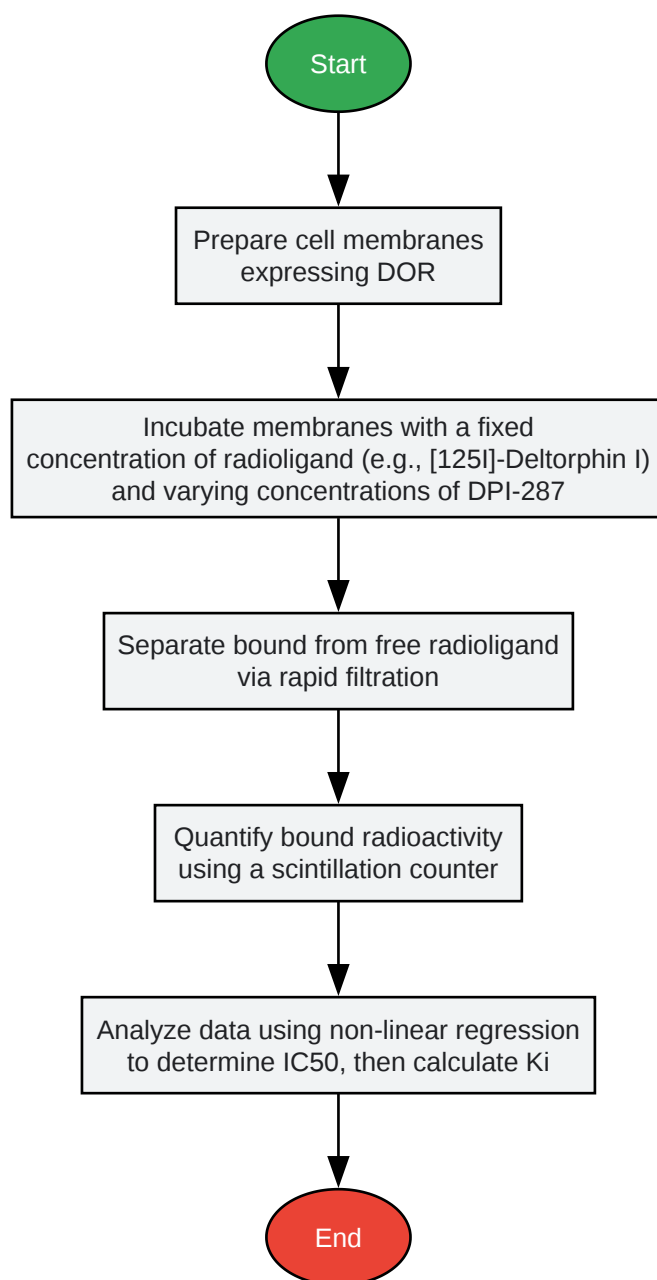 Start
Prepare cell membranes
expressing DOR
Incubate membranes with a fixed
concentration of radioligand (e.g., [125I]-Deltorphin I)
and varying concentrations of DPI-287
Separate bound from free radioligand
via rapid filtration
Quantify bound radioactivity
using a scintillation counter
Analyze data using non-linear regression
to determine IC50, then calculate Ki
End